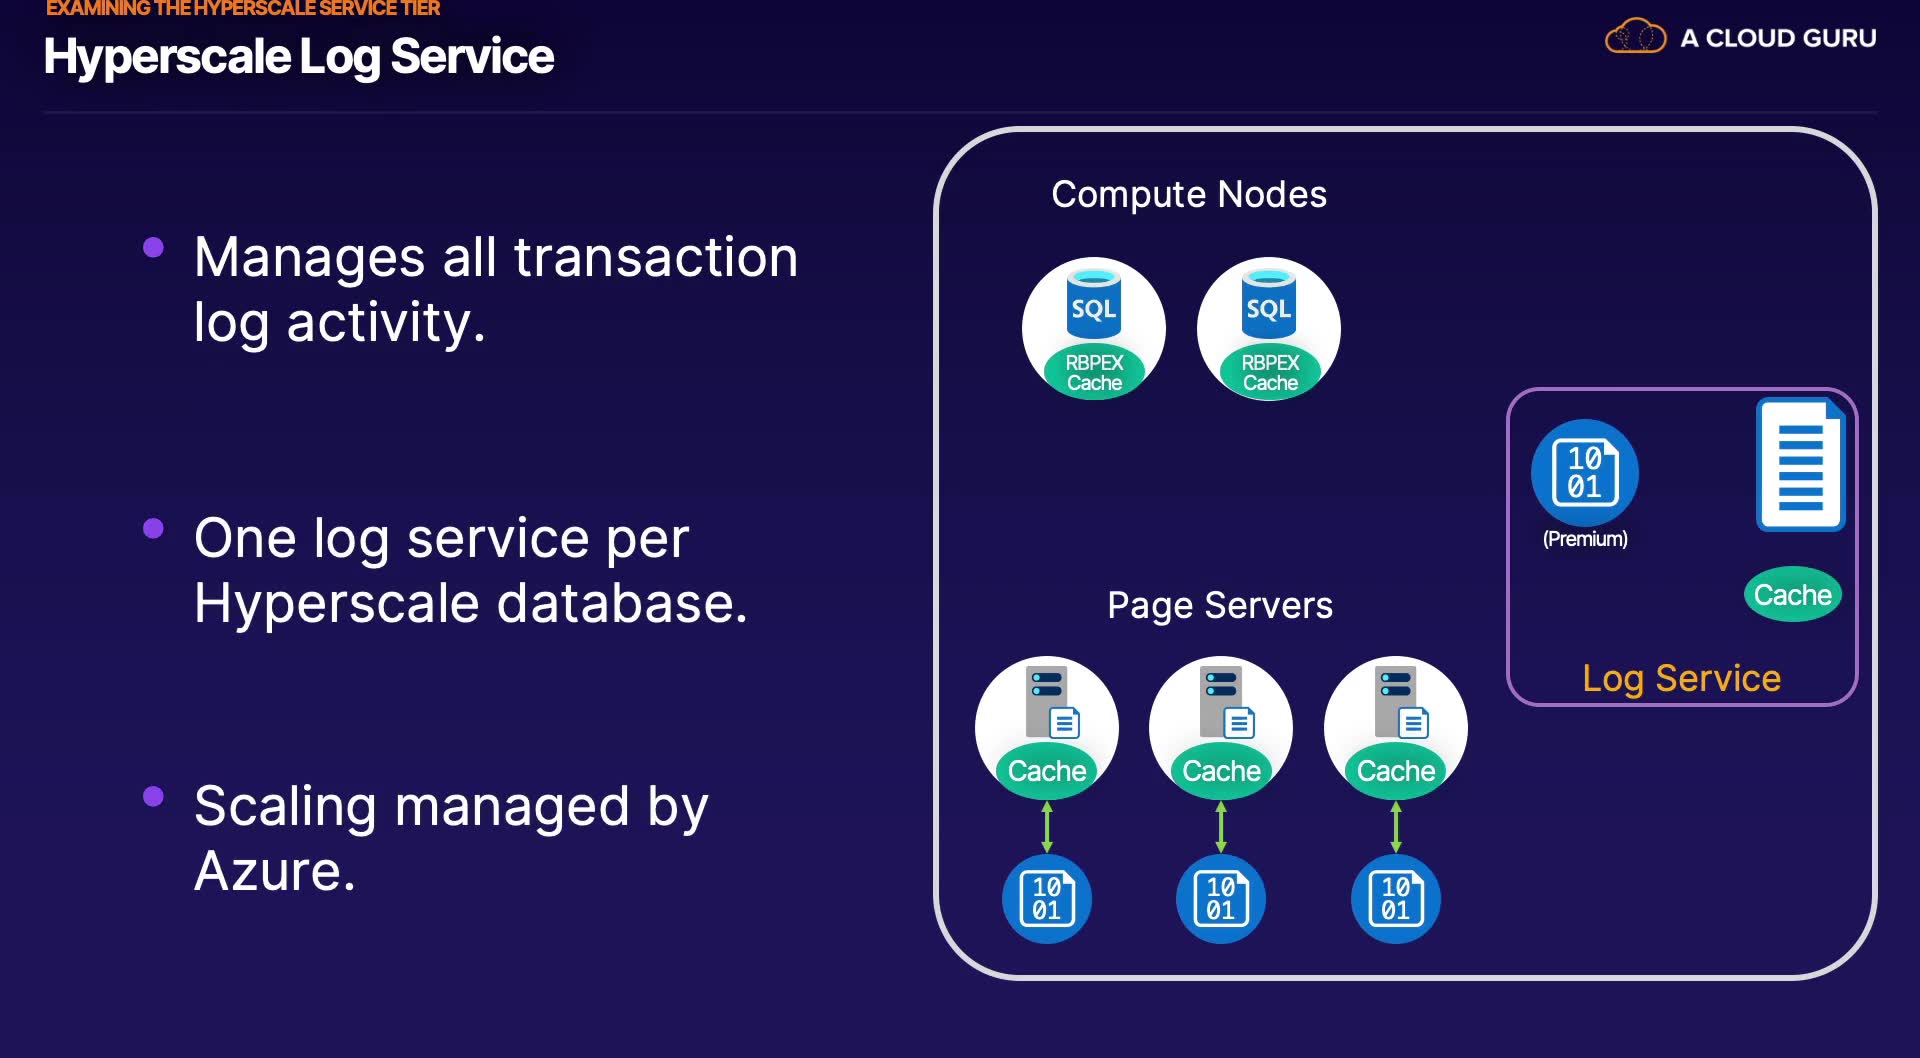 EXAMINING THE HYPERSCALE SERVICE TIER
Hyperscale Log Service
A CLOUD GURU
Manages all transaction
log activity.
One log service per
Hyperscale database.
Scaling managed by
Azure.
Compute Nodes
SQL
RBPEX
Cache
SQL
RBPEX
Cache
10
01
(Premium)
Cache
Log Service
Page Servers
Cache
Cache
Cache
10
01
10
01
10
01